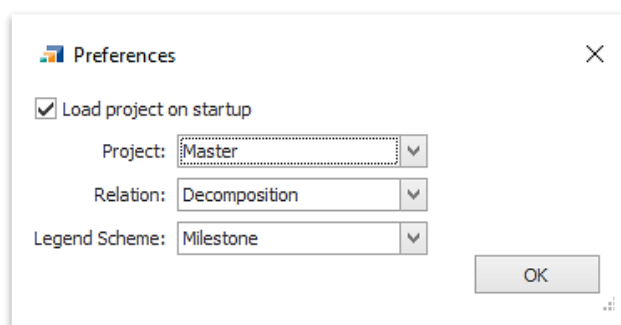 Preferences
Load project on startup
Project: Master
Relation: Decomposition
Legend Scheme: Milestone
OK